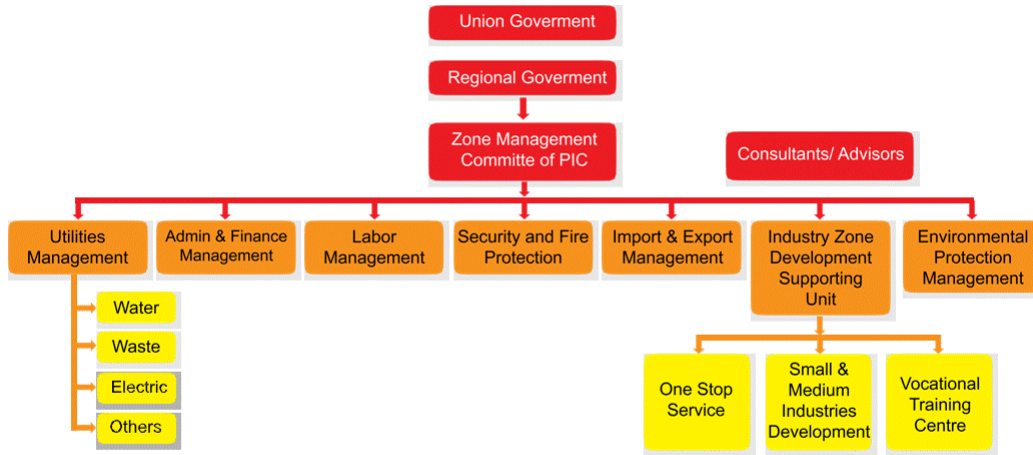 Union Goverment
Regional Goverment
Zone Management
Committe of PIC
Consultants/ Advisors
Utilities
Management
Admin & Finance
Management
Labor
Management
Security and Fire
Protection
Import & Export
Management
Industry Zone
Development
Supporting
Unit
Environmental
Protection
Management
Water
Waste
Electric
Others
One Stop
Service
Small &
Medium
Industries
Development
Vocational
Training
Centre